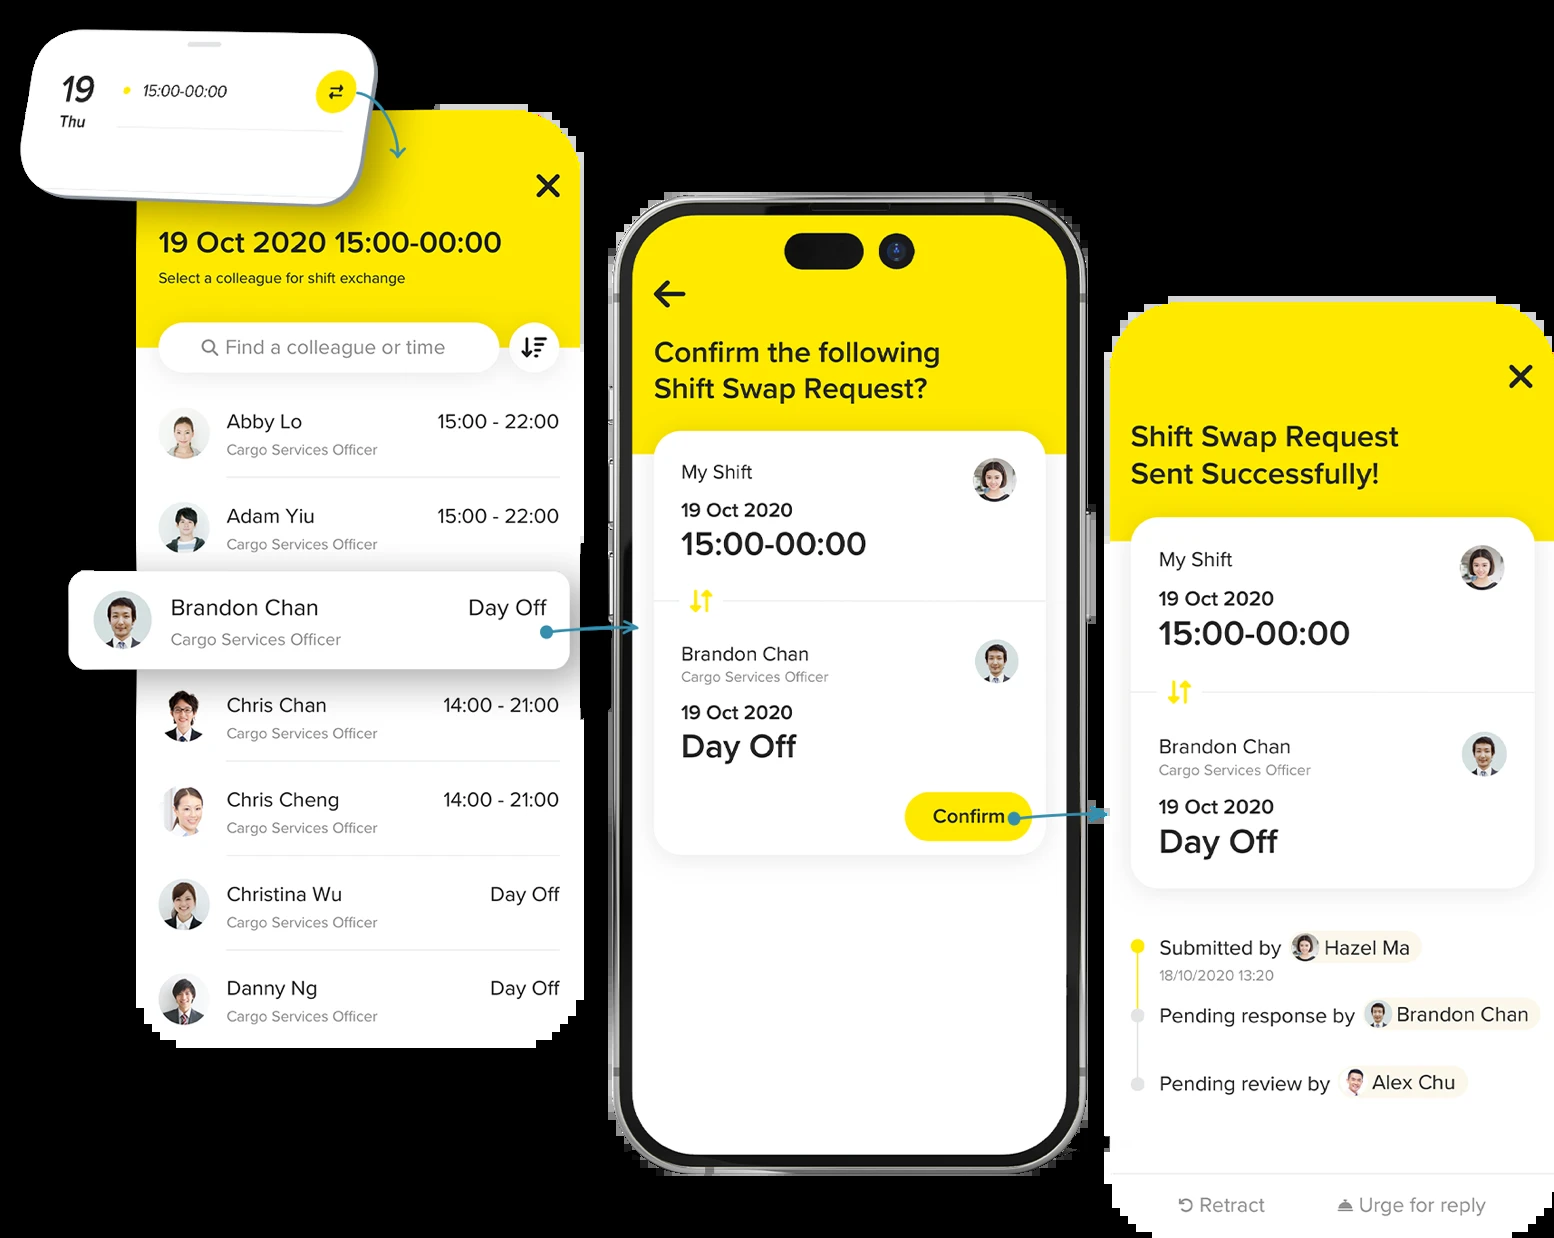 19
Thu
15:00-00:00
19 Oct 2020 15:00-00:00
Select a colleague for shift exchange
Find a colleague or time
Abby Lo
15:00 - 22:00
Cargo Services Officer
Adam Yiu
15:00 - 22:00
Cargo Services Officer
Brandon Chan
Day Off
Cargo Services Officer
Chris Chan
14:00 - 21:00
Cargo Services Officer
Chris Cheng
14:00 - 21:00
Cargo Services Officer
Christina Wu
Day Off
Cargo Services Officer
Danny Ng
Day Off
Cargo Services Officer
Confirm the following
Shift Swap Request?
My Shift
19 Oct 2020
15:00-00:00
Brandon Chan
Cargo Services Officer
19 Oct 2020
Day Off
Confirm
Shift Swap Request
Sent Successfully!
My Shift
19 Oct 2020
15:00-00:00
Brandon Chan
Cargo Services Officer
19 Oct 2020
Day Off
Submitted by Hazel Ma
18/10/2020 13:20
Pending response by Brandon Chan
Pending review by Alex Chu
Retract
Urge for reply